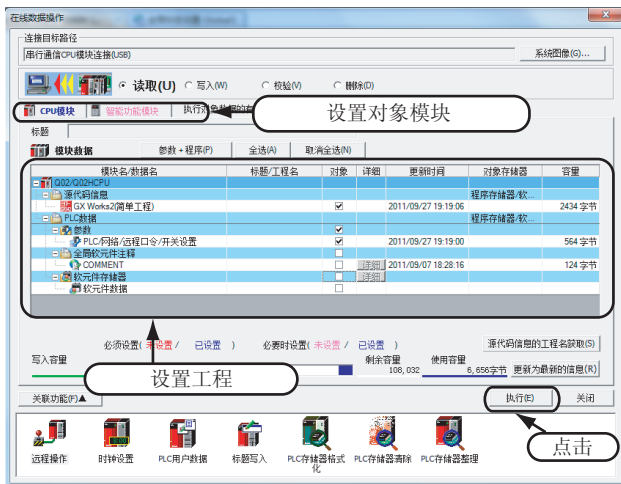 在线数据操作
连接目标路径
串行通信CPU模块连接(USB)
系统图像(G)...
读取(U) 写入(W) 校验(V) 删除(D)
CPU模块 智能功能模块 执行对象
设置对象模块
标题
模块数据 参数+程序(P) 全选(A) 取消全选(N)
模块名/数据名 标题/工程名 对象 详细 更新时间 对象存储器 容量
Q02/Q02HCPU
源代码信息 程序存储器/软...
GX Works2(简单工程) 2011/09/27 19:19:06 2434 字节
PLC数据 程序存储器/软...
参数
PLC/网络/远程口令/开关设置 2011/09/27 19:19:00 564 字节
全局软元件注释
COMMENT 详细 2011/09/07 18:28:16 124 字节
软元件存储器 详细
软元件数据
必须设置( 未设置 / 已设置 ) 必要时设置( 未设置 / 已设置 ) 源代码信息的工程名获取(S)
写入容量 剩余容量 使用容量
108,032 6,656字节 更新为最新的信息(R)
设置工程
关联功能(F)▲ 执行(E) 关闭
点击
远程操作 时钟设置 PLC用户数据 标题写入 PLC存储器格式化 PLC存储器清除 PLC存储器整理